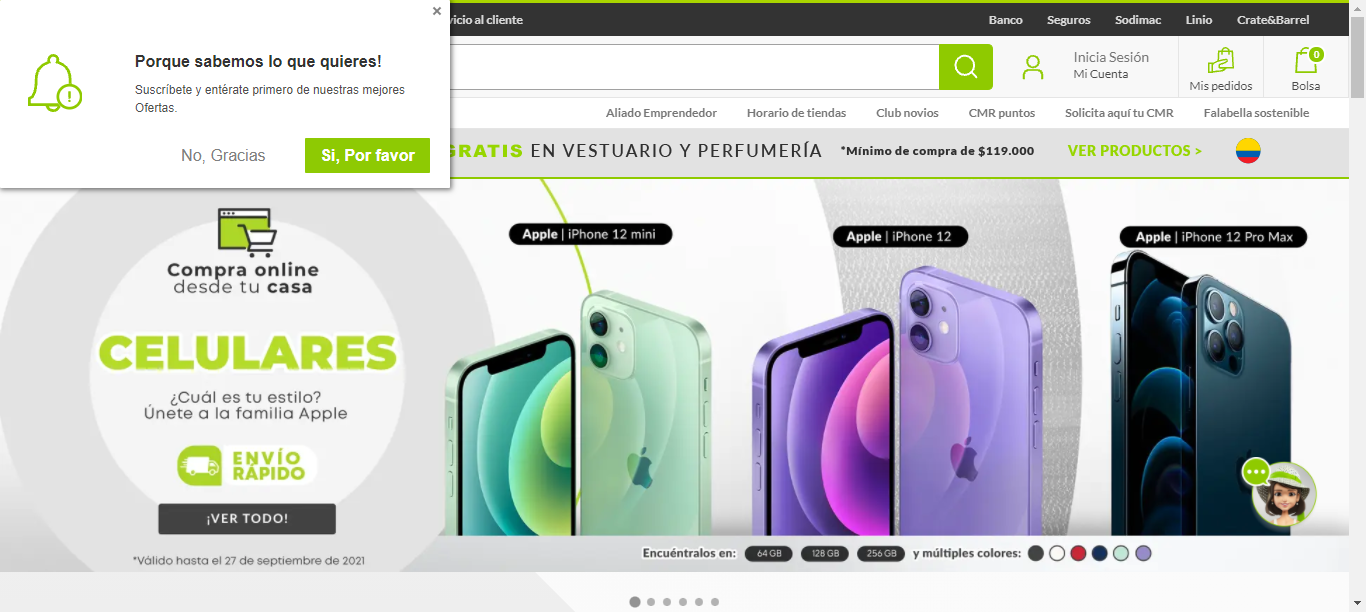 ×
Porque sabemos lo que quieres!
Suscríbete y entérate primero de nuestras mejores
Ofertas.
No, Gracias
Si, Por favor
al cliente
Banco Seguros Sodimac Linio Crate&Barrel
Inicia Sesión
Mi Cuenta
Mis pedidos
0
Bolsa
Aliado Emprendedor Horario de tiendas Club novios CMR puntos Solicita aquí tu CMR Falabella sostenible
GRATIS EN VESTUARIO Y PERFUMERÍA *Mínimo de compra de $119.000 VER PRODUCTOS >
Compra online
desde tu casa
CELULARES
¿Cuál es tu estilo?
Únete a la familia Apple
ENVÍO
RÁPIDO
¡VER TODO!
*Válido hasta el 27 de septiembre de 2021
Apple | iPhone 12 mini
Apple | iPhone 12
Apple | iPhone 12 Pro Max
Encuéntralos en: 64 GB 128 GB 256 GB y múltiples colores: